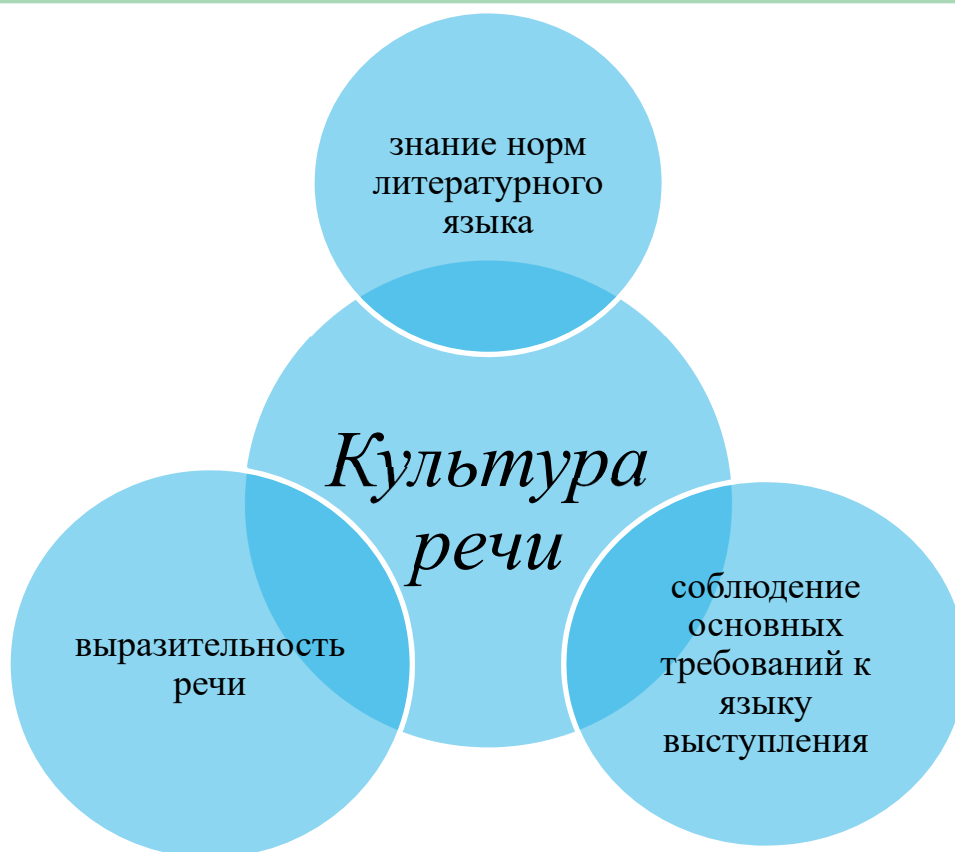 знание норм
литературного
языка
Культура
речи
выразительность
речи
соблюдение
основных
требований к
языку
выступления